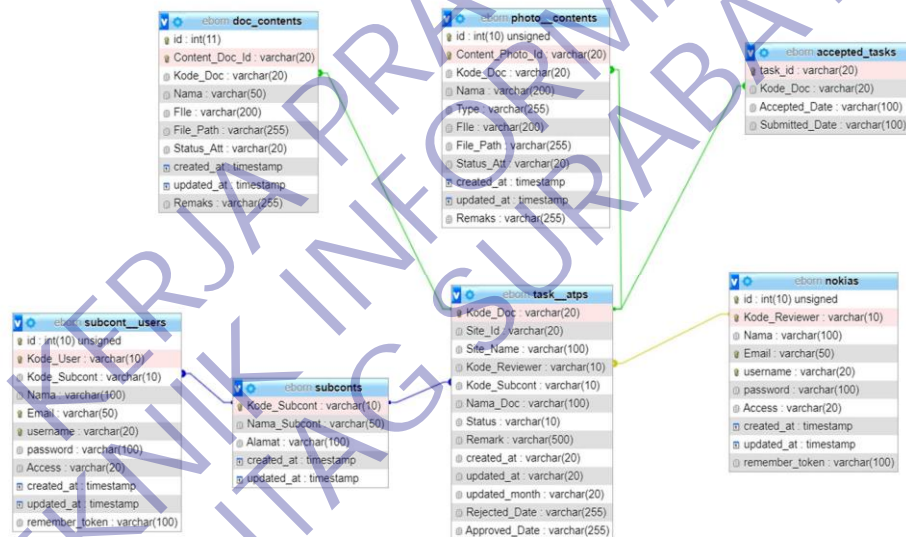 eborn doc_contents
id : int(11)
Content_Doc_Id : varchar(20)
Kode_Doc : varchar(20)
Nama : varchar(50)
FIle : varchar(200)
File_Path : varchar(255)
Status_Att : varchar(20)
created_at : timestamp
updated_at : timestamp
Remaks : varchar(255)
eborn photo__contents
id : int(10) unsigned
Content_Photo_Id : varchar(20)
Kode_Doc : varchar(20)
Nama : varchar(200)
Type : varchar(255)
FIle : varchar(200)
File_Path : varchar(255)
Status_Att : varchar(20)
created_at : timestamp
updated_at : timestamp
Remaks : varchar(255)
eborn accepted_tasks
task_id : varchar(20)
Kode_Doc : varchar(20)
Accepted_Date : varchar(100)
Submitted_Date : varchar(100)
eborn subcont__users
id : int(10) unsigned
Kode_User : varchar(10)
Kode_Subcont : varchar(10)
Nama : varchar(100)
Email : varchar(50)
username : varchar(20)
password : varchar(100)
Access : varchar(20)
created_at : timestamp
updated_at : timestamp
remember_token : varchar(100)
eborn subconts
Kode_Subcont : varchar(10)
Nama_Subcont : varchar(50)
Alamat : varchar(100)
created_at : timestamp
updated_at : timestamp
eborn task__atps
Kode_Doc : varchar(20)
Site_Id : varchar(20)
Site_Name : varchar(100)
Kode_Reviewer : varchar(10)
Kode_Subcont : varchar(10)
Nama_Doc : varchar(100)
Status : varchar(10)
Remark : varchar(500)
created_at : varchar(20)
updated_at : varchar(20)
updated_month : varchar(20)
Rejected_Date : varchar(255)
Approved_Date : varchar(255)
eborn nokias
id : int(10) unsigned
Kode_Reviewer : varchar(10)
Nama : varchar(100)
Email : varchar(50)
username : varchar(20)
password : varchar(100)
Access : varchar(20)
created_at : timestamp
updated_at : timestamp
remember_token : varchar(100)
KERJA PRA
TEKNIK INFORMA
UNTAG SURABA